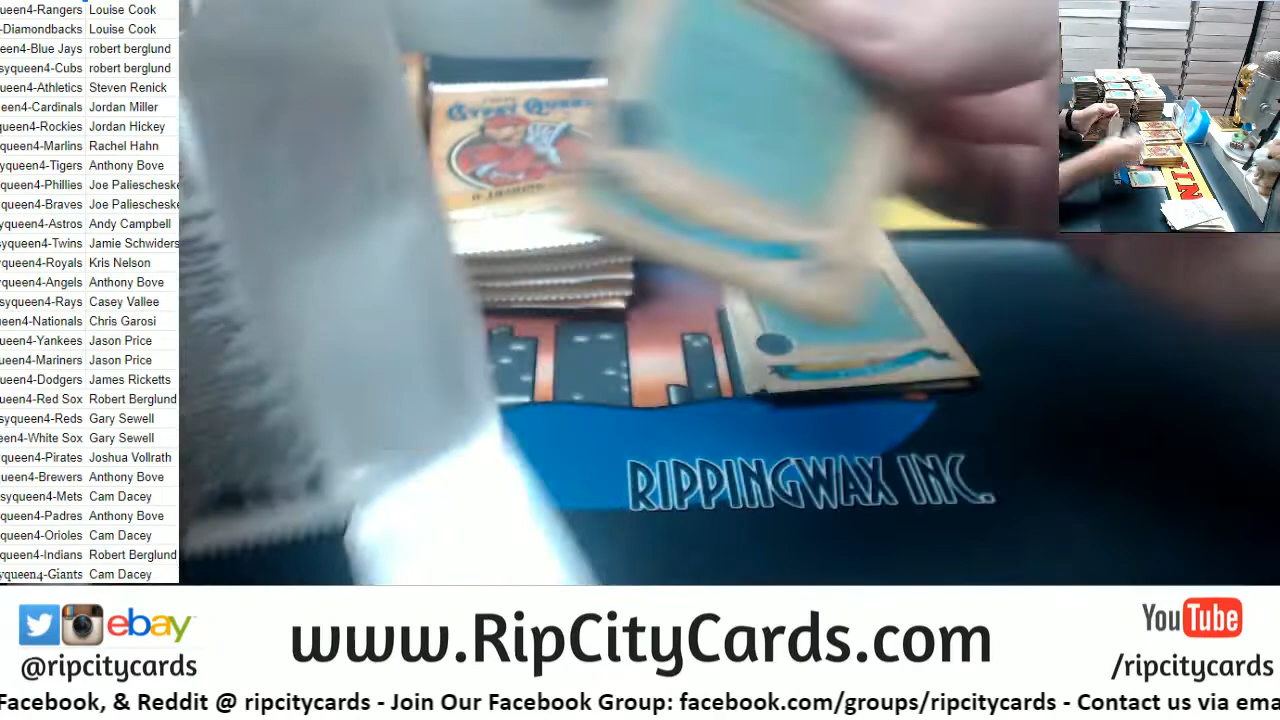 queen4-Rangers Louise Cook
-Diamondbacks Louise Cook
een4-Blue Jays robert berglund
syqueen4-Cubs robert berglund
queen4-Athletics Steven Renick
een4-Cardinals Jordan Miller
queen4-Rockies Jordan Hickey
queen4-Marlins Rachel Hahn
yqueen4-Tigers Anthony Bove
queen4-Phillies Joe Paliescheske
queen4-Braves Joe Paliescheske
yqueen4-Astros Andy Campbell
syqueen4-Twins Jamie Schwiders
yqueen4-Royals Kris Nelson
queen4-Angels Anthony Bove
syqueen4-Rays Casey Vallee
een4-Nationals Chris Garosi
ueen4-Yankees Jason Price
ueen4-Mariners Jason Price
ueen4-Dodgers James Ricketts
ueen4-Red Sox Robert Berglund
syqueen4-Reds Gary Sewell
een4-White Sox Gary Sewell
queen4-Pirates Joshua Vollrath
ueen4-Brewers Anthony Bove
syqueen4-Mets Cam Dacey
queen4-Padres Anthony Bove
queen4-Orioles Cam Dacey
queen4-Indians Robert Berglund
yqueen4-Giants Cam Dacey
GYPSY QUEEN
RIPPINGWAX INC.
ebay
@ripcitycards
www.RipCityCards.com
YouTube
/ripcitycards
Facebook, & Reddit @ ripcitycards - Join Our Facebook Group: facebook.com/groups/ripcitycards - Contact us via ema